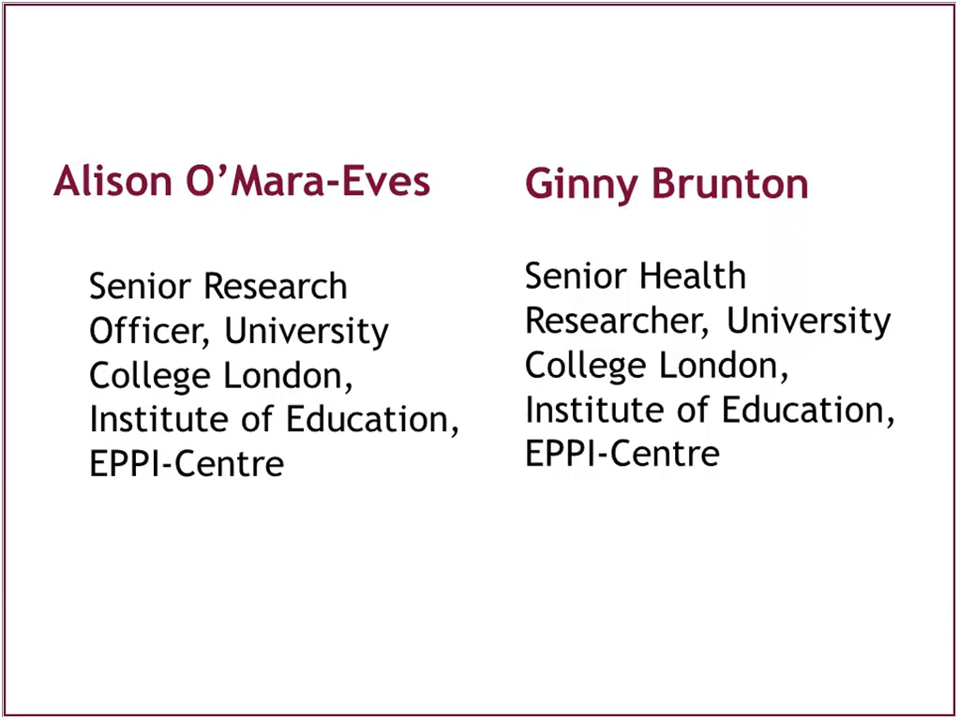 Alison O’Mara-Eves
Senior Research
Officer, University
College London,
Institute of Education,
EPPI-Centre
Ginny Brunton
Senior Health
Researcher, University
College London,
Institute of Education,
EPPI-Centre